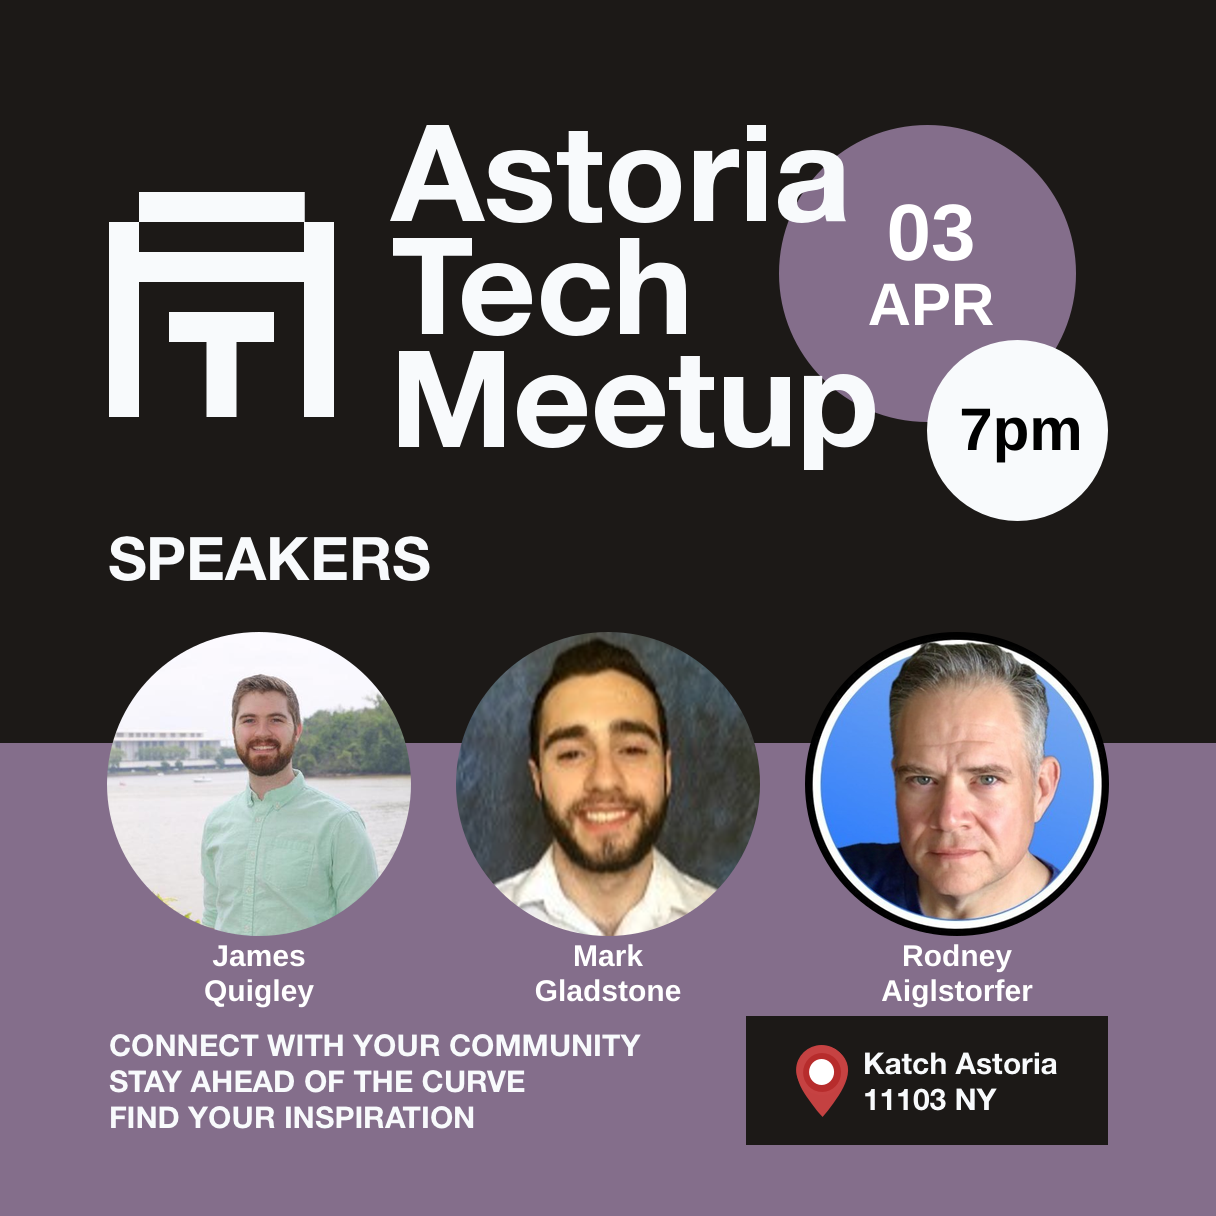 Astoria
Tech
Meetup
03
APR
7pm
SPEAKERS
James
Quigley
Mark
Gladstone
Rodney
Aiglstorfer
CONNECT WITH YOUR COMMUNITY
STAY AHEAD OF THE CURVE
FIND YOUR INSPIRATION
Katch Astoria
11103 NY